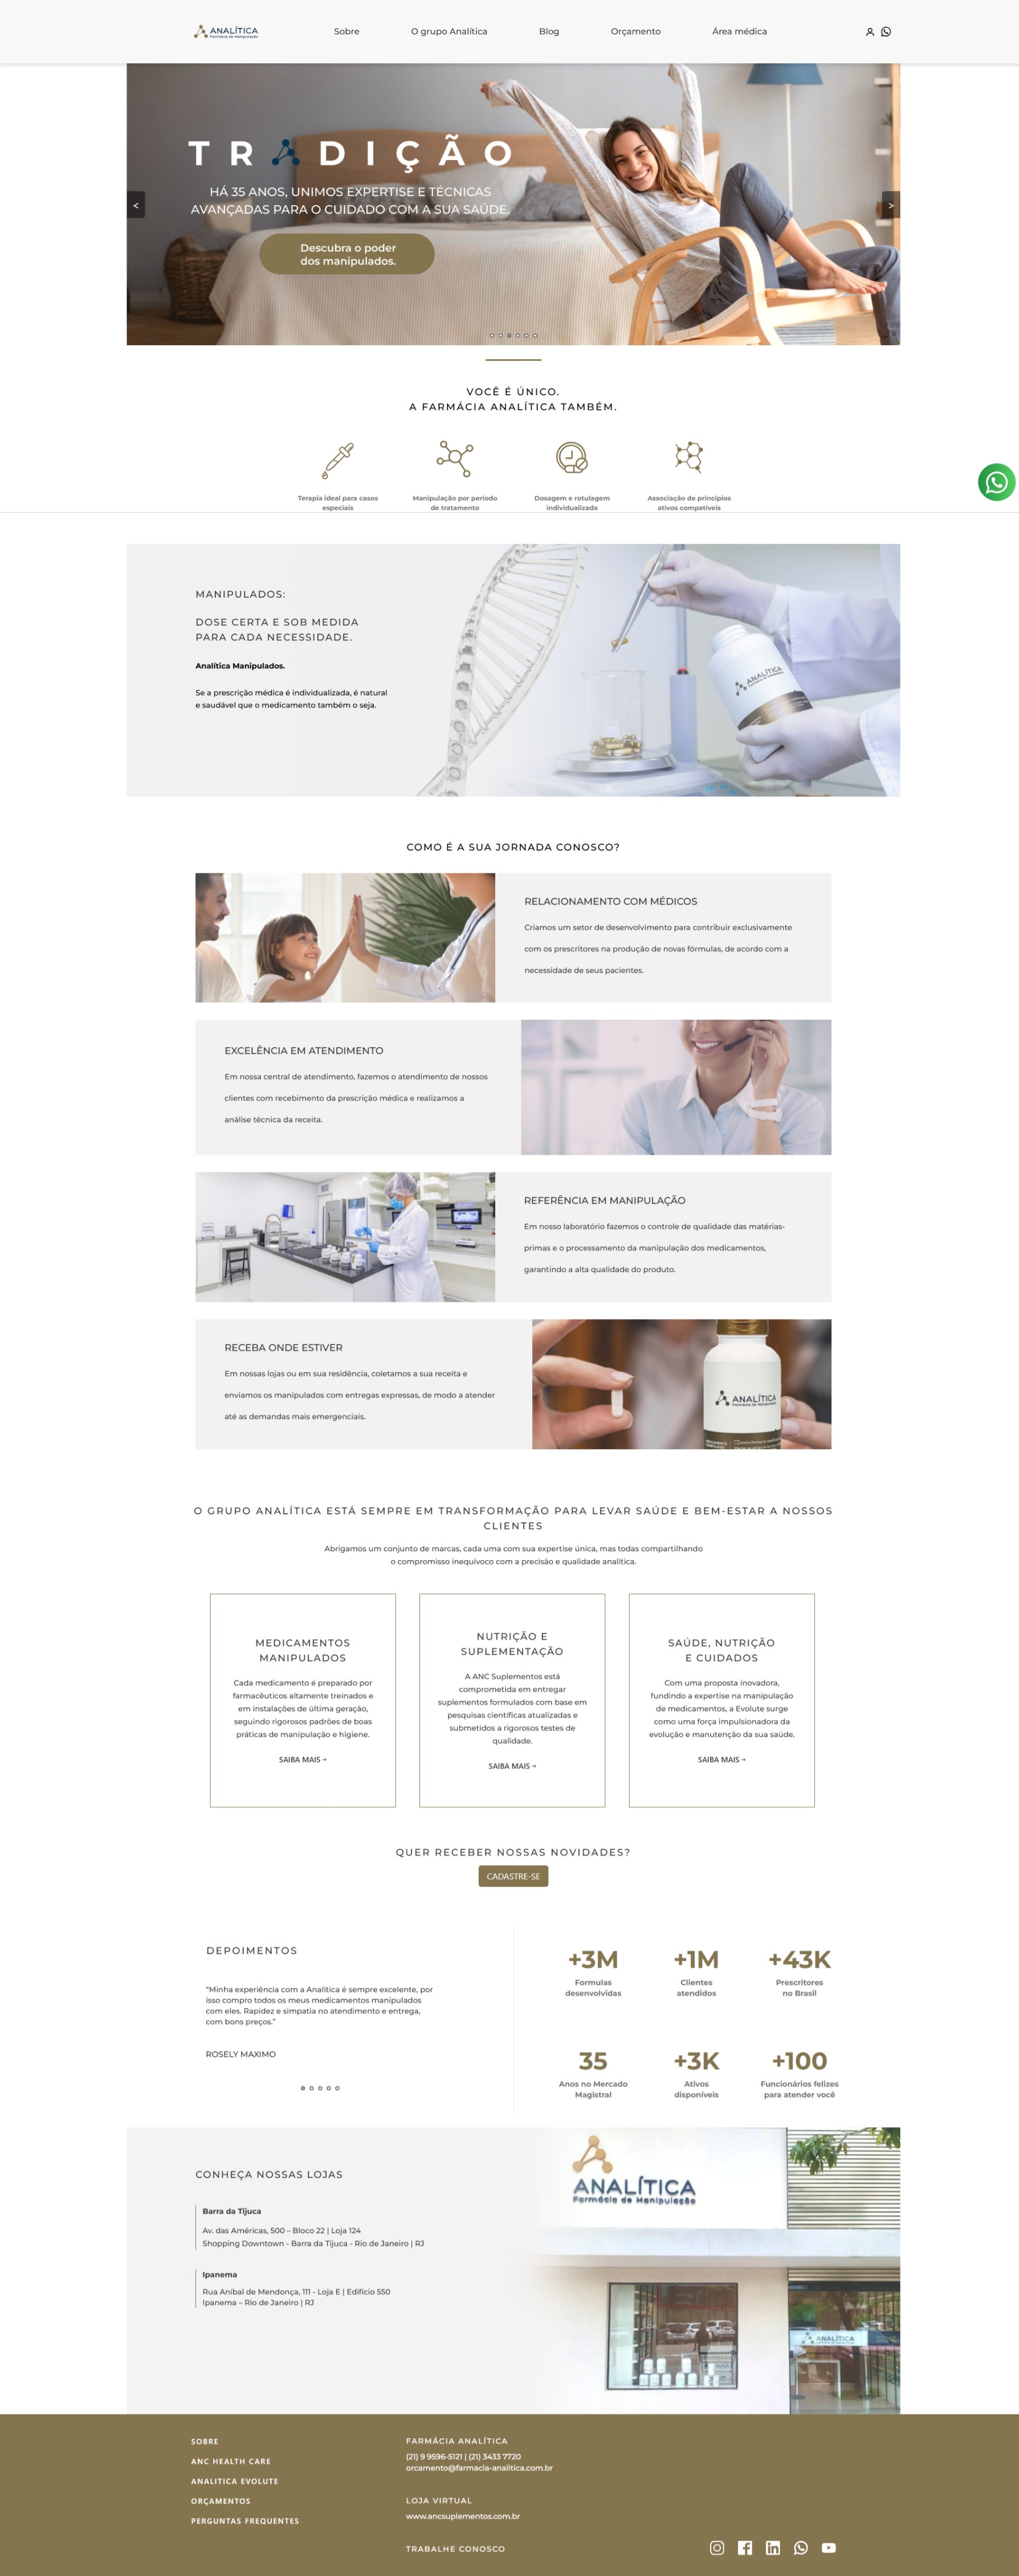 ANALÍTICA
Farmácia de Manipulação
Sobre
O grupo Analítica
Blog
Orçamento
Área médica
TRADIÇÃO
HÁ 35 ANOS, UNIMOS EXPERTISE E TÉCNICAS
AVANÇADAS PARA O CUIDADO COM A SUA SAÚDE.
<
>
Descubra o poder
dos manipulados.
VOCÊ É ÚNICO.
A FARMÁCIA ANALÍTICA TAMBÉM.
Terapia ideal para casos
especiais
Manipulação por período
de tratamento
Dosagem e rotulagem
individualizada
Associação de princípios
ativos compatíveis
MANIPULADOS:
DOSE CERTA E SOB MEDIDA
PARA CADA NECESSIDADE.
Analítica Manipulados.
Se a prescrição médica é individualizada, é natural
e saudável que o medicamento também o seja.
ANALÍTICA
Farmácia de Manipulação
COMO É A SUA JORNADA CONOSCO?
RELACIONAMENTO COM MÉDICOS
Criamos um setor de desenvolvimento para contribuir exclusivamente
com os prescritores na produção de novas fórmulas, de acordo com a
necessidade de seus pacientes.
EXCELÊNCIA EM ATENDIMENTO
Em nossa central de atendimento, fazemos o atendimento de nossos
clientes com recebimento da prescrição médica e realizamos a
análise técnica da receita.
REFERÊNCIA EM MANIPULAÇÃO
Em nosso laboratório fazemos o controle de qualidade das matérias-
primas e o processamento da manipulação dos medicamentos,
garantindo a alta qualidade do produto.
RECEBA ONDE ESTIVER
Em nossas lojas ou em sua residência, coletamos a sua receita e
enviamos os manipulados com entregas expressas, de modo a atender
até as demandas mais emergenciais.
ANALÍTICA
Farmácia de Manipulação
O GRUPO ANALÍTICA ESTÁ SEMPRE EM TRANSFORMAÇÃO PARA LEVAR SAÚDE E BEM-ESTAR A NOSSOS
CLIENTES
Abrigamos um conjunto de marcas, cada uma com sua expertise única, mas todas compartilhando
o compromisso inequívoco com a precisão e qualidade analítica.
MEDICAMENTOS
MANIPULADOS
Cada medicamento é preparado por
farmacêuticos altamente treinados e
em instalações de última geração,
seguindo rigorosos padrões de boas
práticas de manipulação e higiene.
SAIBA MAIS→
NUTRIÇÃO E
SUPLEMENTAÇÃO
A ANC Suplementos está
comprometida em entregar
suplementos formulados com base em
pesquisas científicas atualizadas e
submetidos a rigorosos testes de
qualidade.
SAIBA MAIS→
SAÚDE, NUTRIÇÃO
E CUIDADOS
Com uma proposta inovadora,
fundindo a expertise na manipulação
de medicamentos, a Evolute surge
como uma força impulsionadora da
evolução e manutenção da sua saúde.
SAIBA MAIS→
QUER RECEBER NOSSAS NOVIDADES?
CADASTRE-SE
DEPOIMENTOS
"Minha experiência com a Analitica é sempre excelente, por
isso compro todos os meus medicamentos manipulados
com eles. Rapidez e simpatia no atendimento e entrega,
com bons preços."
ROSELY MAXIMO
+3M
Formulas
desenvolvidas
+1M
Clientes
atendidos
+43K
Prescritores
no Brasil
35
Anos no Mercado
Magistral
+3K
Ativos
disponíveis
+100
Funcionários felizes
para atender você
CONHEÇA NOSSAS LOJAS
Barra da Tijuca
Av. das Américas, 500 – Bloco 22 | Loja 124
Shopping Downtown - Barra da Tijuca - Rio de Janeiro | RJ
Ipanema
Rua Aníbal de Mendonça, 111 - Loja E | Edifício 550
Ipanema – Rio de Janeiro | RJ
ANALÍTICA
Farmácia de Manipulação
ANALÍTICA
SOBRE
ANC HEALTH CARE
ANALITICA EVOLUTE
ORÇAMENTOS
PERGUNTAS FREQUENTES
FARMÁCIA ANALÍTICA
(21) 9 9596-5121 | (21) 3433 7720
orcamento@farmacia-analitica.com.br
LOJA VIRTUAL
www.ancsuplementos.com.br
TRABALHE CONOSCO